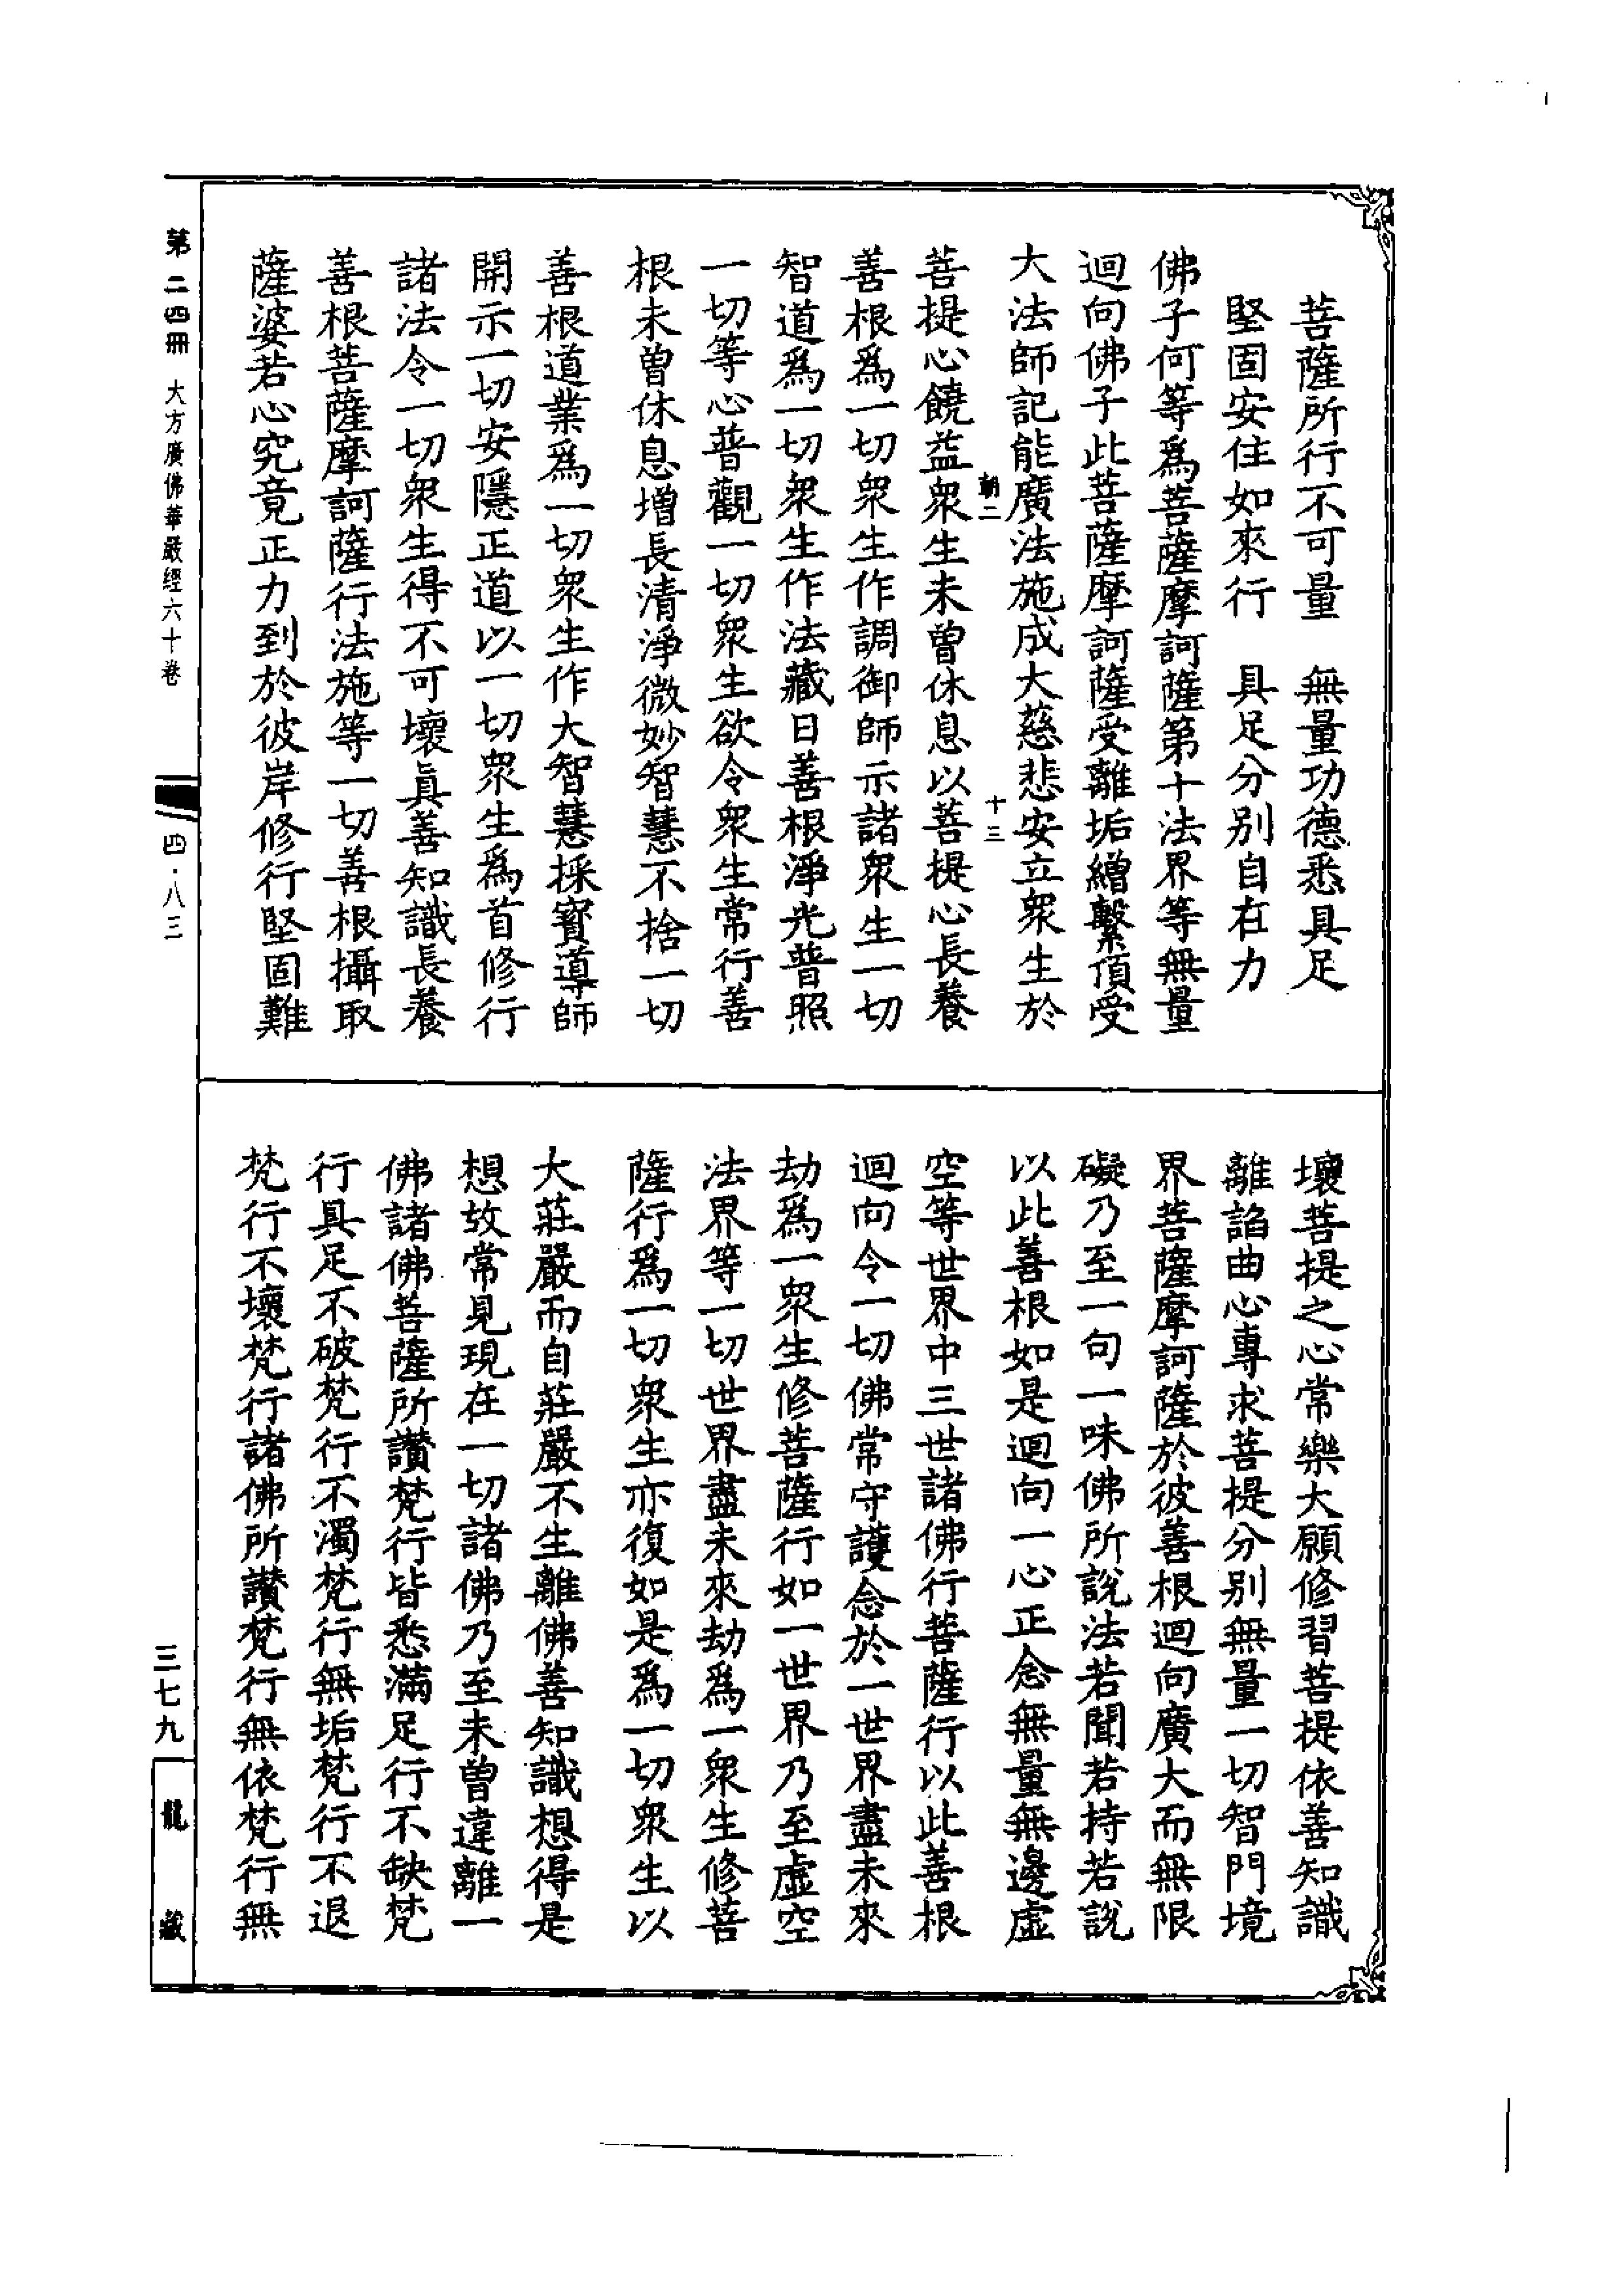 菩薩所行不可量　無量功德悉具足
堅固安住如來行　具足分別自在力
佛子何等爲菩薩摩訶薩第十法界等無量
迴向佛子此菩薩摩訶薩受離垢繒繫頂受
大法師記能廣法施成大慈悲安立衆生於
朝二　十三
菩提心饒益衆生未曾休息以菩提心長養
善根爲一切衆生作調御師示諸衆生一切
智道爲一切衆生作法藏日善根淨光普照
一切等心普觀一切衆生欲令衆生常行善
根未曾休息增長清淨微妙智慧不捨一切
善根道業爲一切衆生作大智慧採寶導師
開示一切安隱正道以一切衆生爲首修行
諸法令一切衆生得不可壞眞善知識長養
善根菩薩摩訶薩行法施等一切善根攝取
薩婆若心究竟正力到於彼岸修行堅固難
壞菩提之心常樂大願修習菩提依善知識
離諂曲心專求菩提分別無量一切智門境
界菩薩摩訶薩於彼善根迴向廣大而無限
礙乃至一句一味佛所說法若聞若持若說
以此善根如是迴向一心正念無量無邊虛
空等世界中三世諸佛行菩薩行以此善根
迴向令一切佛常守護念於一世界盡未來
劫爲一衆生修菩薩行如一世界乃至虛空
法界等一切世界盡未來劫爲一衆生修菩
薩行爲一切衆生亦復如是爲一切衆生以
大莊嚴而自莊嚴不生離佛善知識想得是
想故常見現在一切諸佛乃至未曾違離一
佛諸佛菩薩所讚梵行皆悉滿足行不缺梵
行具足不破梵行不濁梵行無垢梵行不退
梵行不壞梵行諸佛所讚梵行無依梵行無
第二四冊　大方廣佛華嚴經六十卷　四·八三
三七九　龍藏